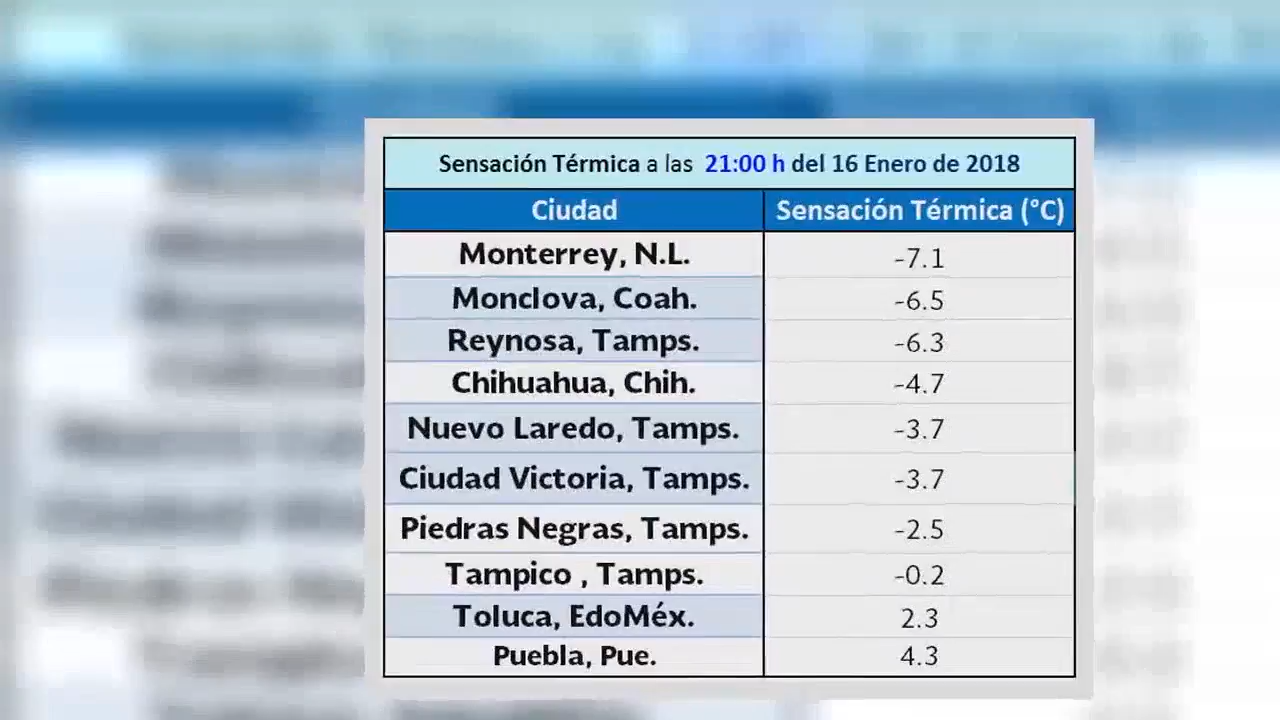 Sensación Térmica a las 21:00 h del 16 Enero de 2018
Ciudad Sensación Térmica (°C)
Monterrey, N.L. -7.1
Monclova, Coah. -6.5
Reynosa, Tamps. -6.3
Chihuahua, Chih. -4.7
Nuevo Laredo, Tamps. -3.7
Ciudad Victoria, Tamps. -3.7
Piedras Negras, Tamps. -2.5
Tampico , Tamps. -0.2
Toluca, EdoMéx. 2.3
Puebla, Pue. 4.3